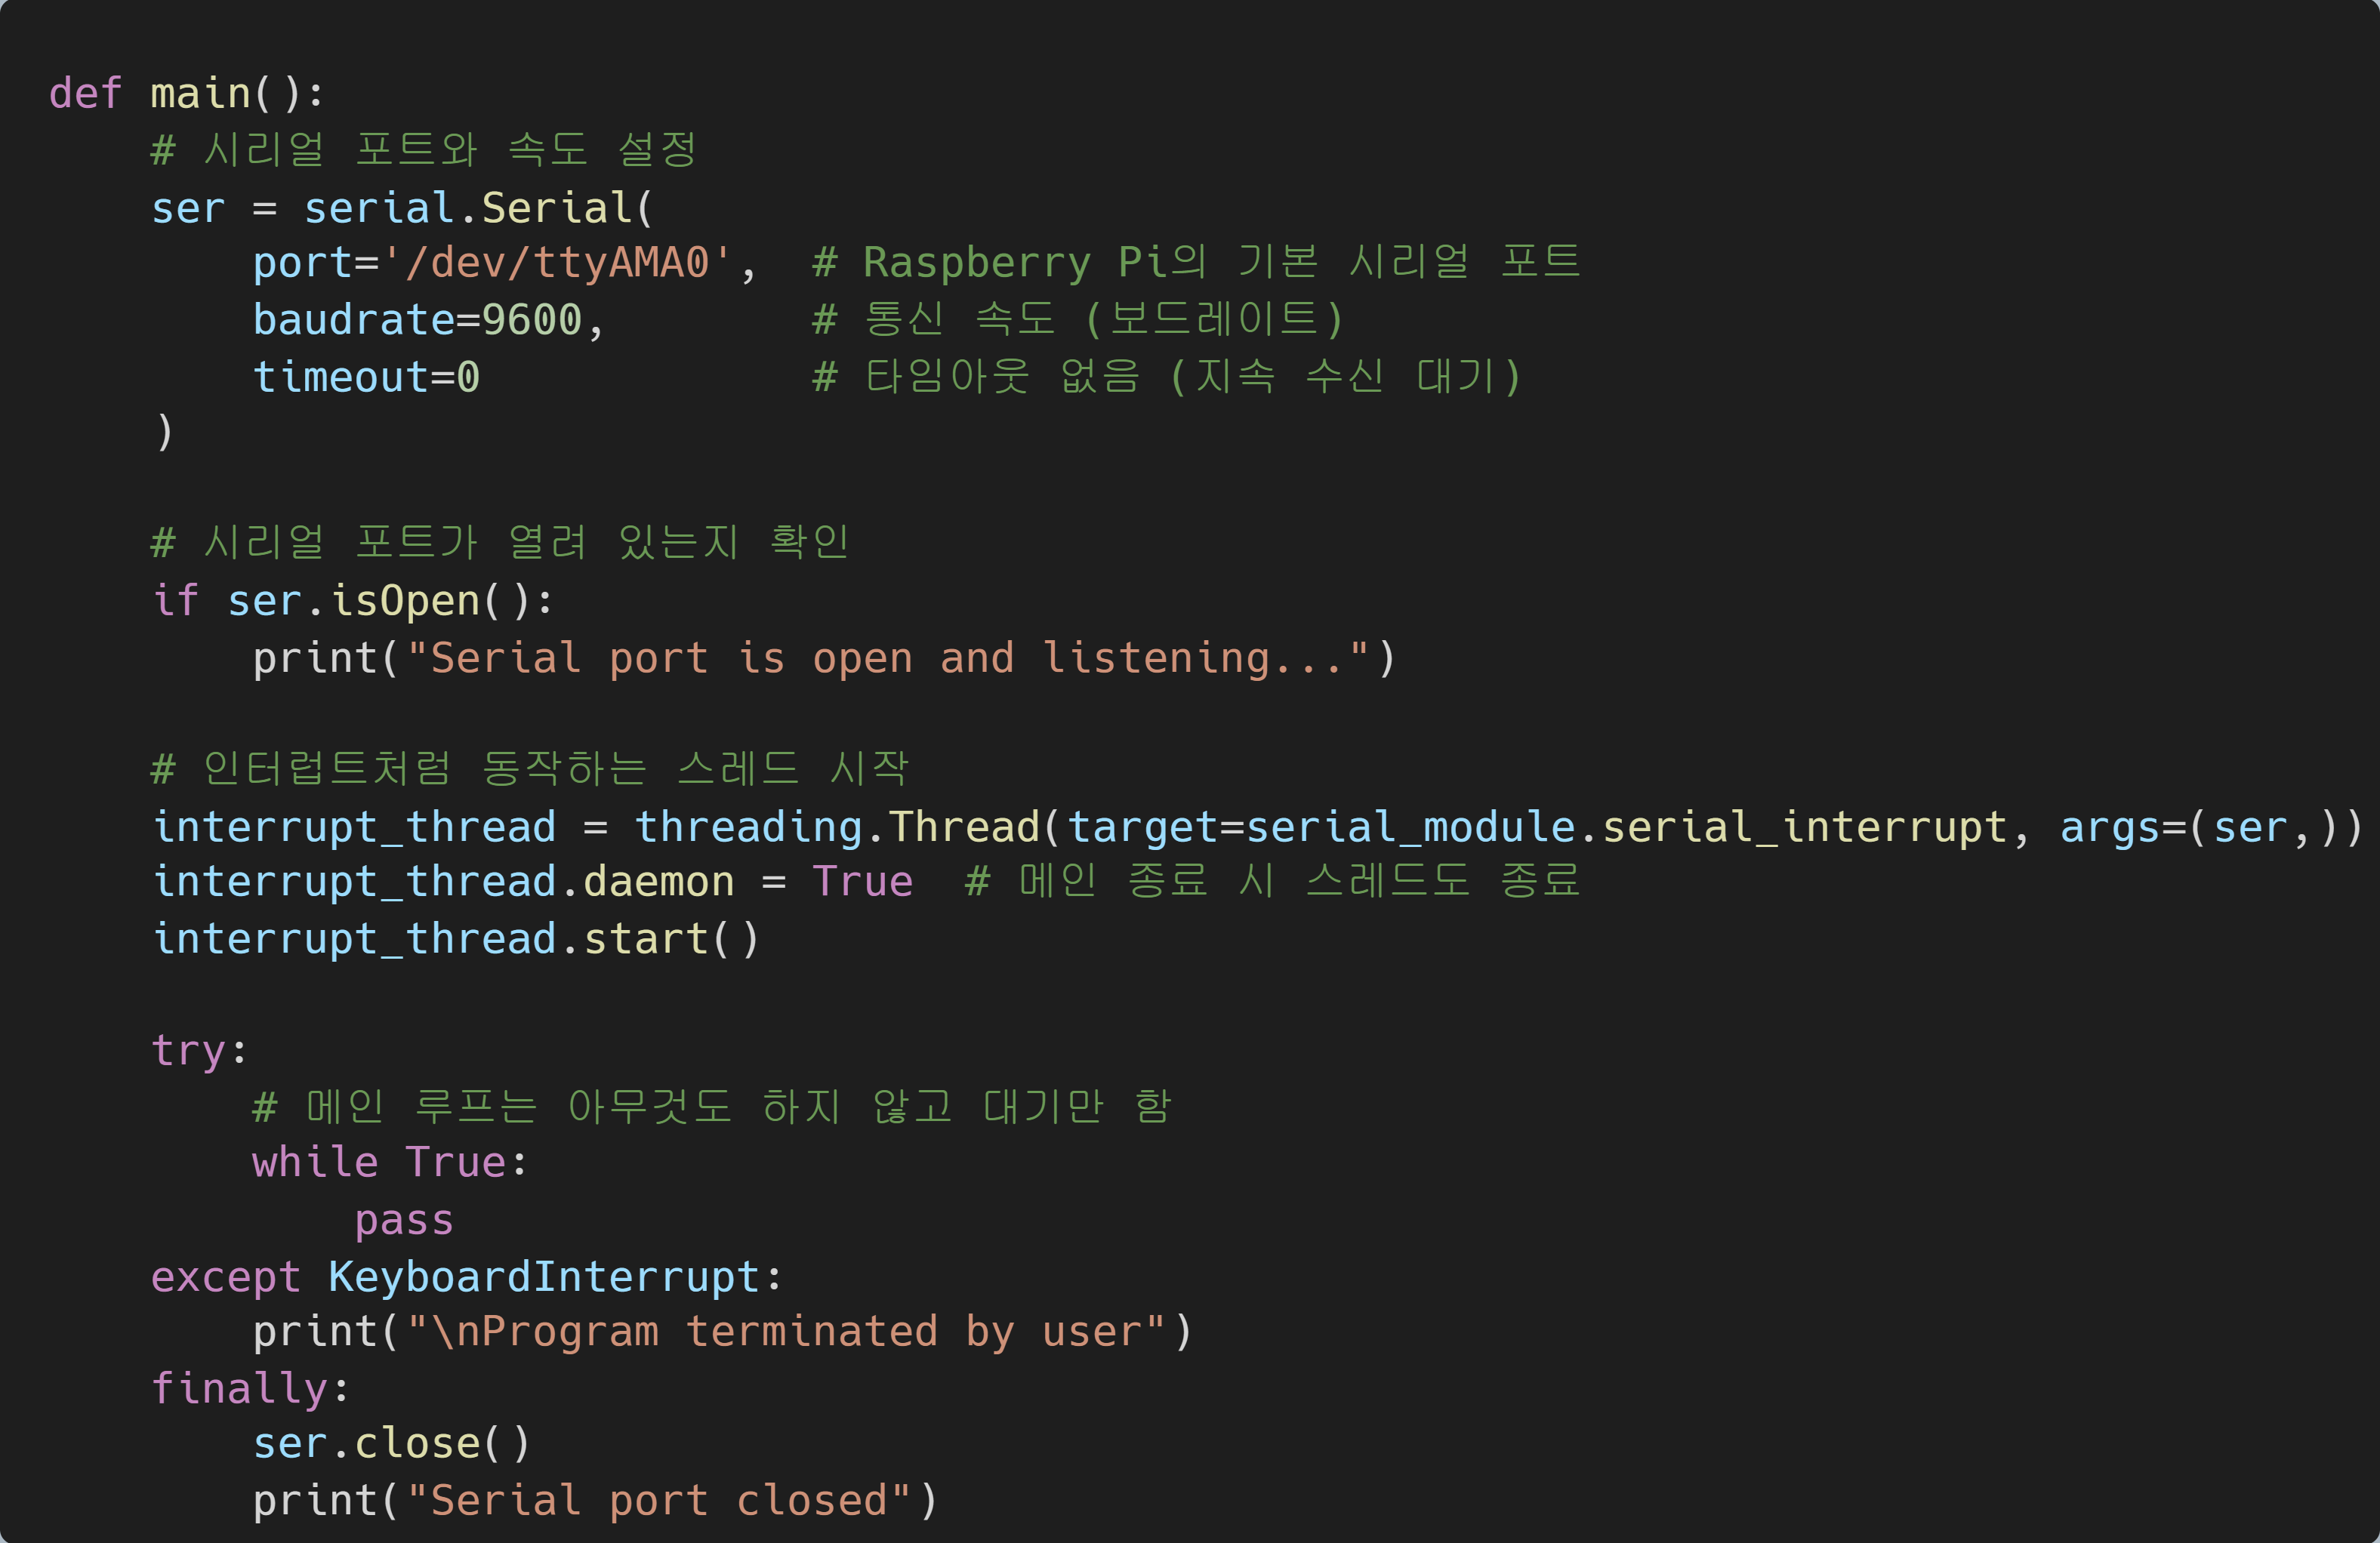 def main():
    # 시리얼 포트와 속도 설정
    ser = serial.Serial(
        port='/dev/ttyAMA0',  # Raspberry Pi의 기본 시리얼 포트
        baudrate=9600,        # 통신 속도 (보드레이트)
        timeout=0             # 타임아웃 없음 (지속 수신 대기)
    )

    # 시리얼 포트가 열려 있는지 확인
    if ser.isOpen():
        print("Serial port is open and listening...")

    # 인터럽트처럼 동작하는 스레드 시작
    interrupt_thread = threading.Thread(target=serial_module.serial_interrupt, args=(ser,))
    interrupt_thread.daemon = True  # 메인 종료 시 스레드도 종료
    interrupt_thread.start()

    try:
        # 메인 루프는 아무것도 하지 않고 대기만 함
        while True:
            pass
    except KeyboardInterrupt:
        print("\nProgram terminated by user")
    finally:
        ser.close()
        print("Serial port closed")